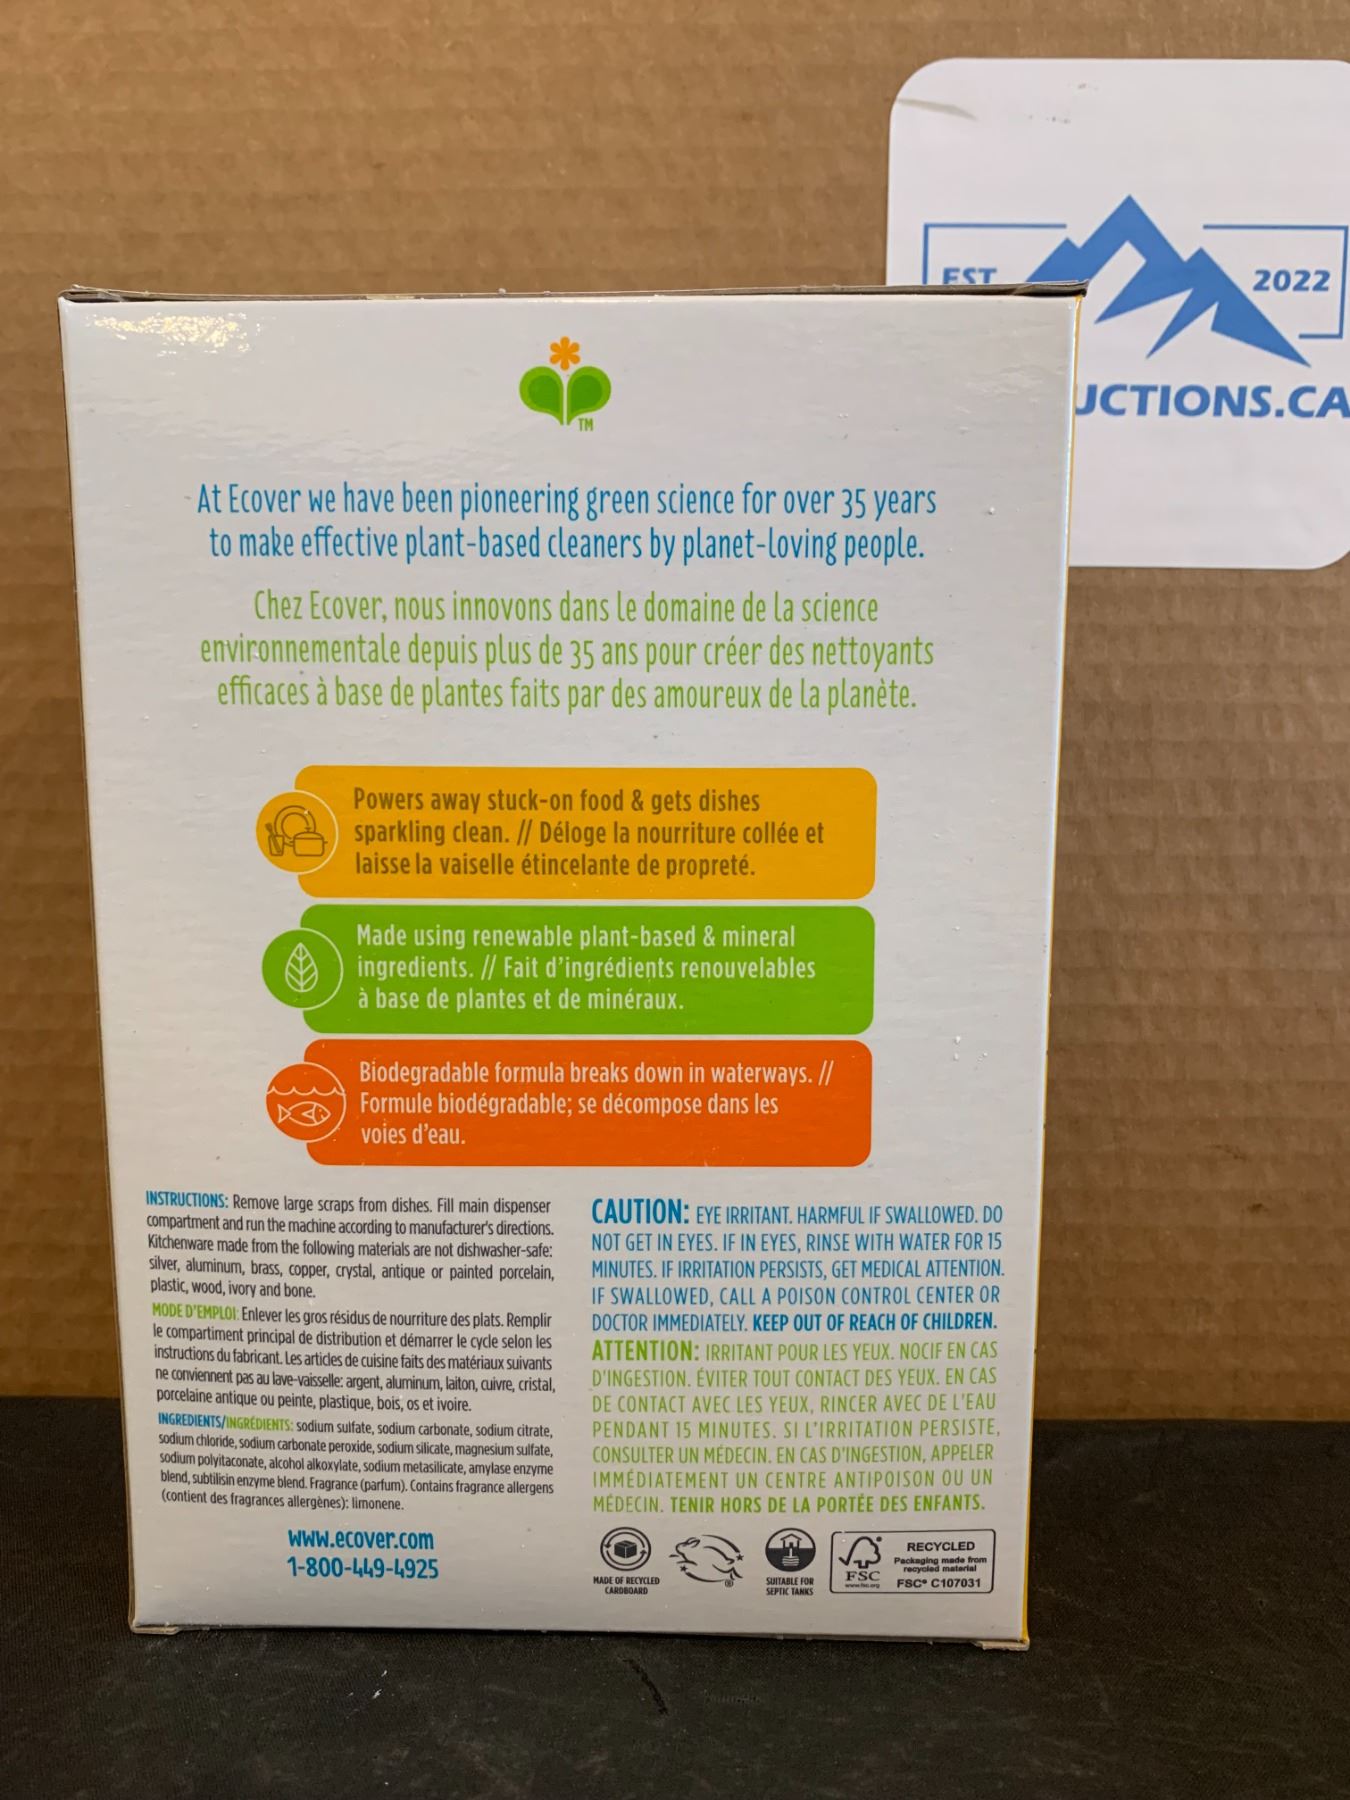 EST
2022
UCTIONS.CA
TM
At Ecover we have been pioneering green science for over 35 years
to make effective plant-based cleaners by planet-loving people.
Chez Ecover, nous innovons dans le domaine de la science
environnementale depuis plus de 35 ans pour créer des nettoyants
efficaces à base de plantes faits par des amoureux de la planète.
Powers away stuck-on food & gets dishes
sparkling clean. // Déloge la nourriture collée et
laisse la vaiselle étincelante de propreté.
Made using renewable plant-based & mineral
ingredients. // Fait d'ingrédients renouvelables
à base de plantes et de minéraux.
Biodegradable formula breaks down in waterways. //
Formule biodégradable; se décompose dans les
voies d'eau.
INSTRUCTIONS: Remove large scraps from dishes. Fill main dispenser
compartment and run the machine according to manufacturer's directions.
Kitchenware made from the following materials are not dishwasher-safe:
silver, aluminum, brass, copper, crystal, antique or painted porcelain,
plastic, wood, ivory and bone.
MODE D'EMPLOI: Enlever les gros résidus de nourriture des plats. Remplir
le compartiment principal de distribution et démarrer le cycle selon les
instructions du fabricant. Les articles de cuisine faits des matériaux suivants
ne conviennent pas au lave-vaisselle: argent, aluminum, laiton, cuivre, cristal,
porcelaine antique ou peinte, plastique, bois, os et ivoire.
INGREDIENTS/INGRÉDIENTS: sodium sulfate, sodium carbonate, sodium citrate,
sodium chloride, sodium carbonate peroxide, sodium silicate, magnesium sulfate,
sodium polyitaconate, alcohol alkoxylate, sodium metasilicate, amylase enzyme
blend, subtilisin enzyme blend. Fragrance (parfum). Contains fragrance allergens
(contient des fragrances allergènes): limonene.
www.ecover.com
1-800-449-4925
CAUTION: EYE IRRITANT. HARMFUL IF SWALLOWED. DO
NOT GET IN EYES. IF IN EYES, RINSE WITH WATER FOR 15
MINUTES. IF IRRITATION PERSISTS, GET MEDICAL ATTENTION.
IF SWALLOWED, CALL A POISON CONTROL CENTER OR
DOCTOR IMMEDIATELY. KEEP OUT OF REACH OF CHILDREN.
ATTENTION: IRRITANT POUR LES YEUX. NOCIF EN CAS
D'INGESTION. ÉVITER TOUT CONTACT DES YEUX. EN CAS
DE CONTACT AVEC LES YEUX, RINCER AVEC DE L'EAU
PENDANT 15 MINUTES. SI L'IRRITATION PERSISTE,
CONSULTER UN MÉDECIN. EN CAS D'INGESTION, APPELER
IMMÉDIATEMENT UN CENTRE ANTIPOISON OU UN
MÉDECIN. TENIR HORS DE LA PORTÉE DES ENFANTS.
MADE OF RECYCLED
CARDBOARD
®
SUITABLE FOR
SEPTIC TANKS
FSC
www.fsc.org
RECYCLED
Packaging made from
recycled material
FSC® C107031